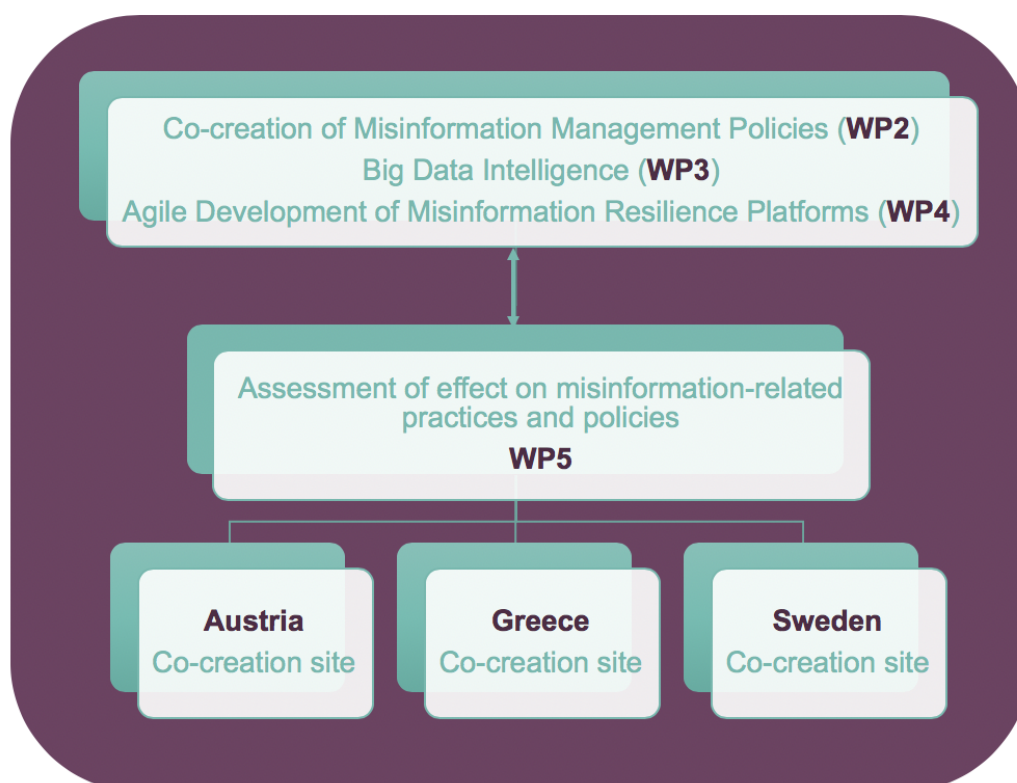 Co-creation of Misinformation Management Policies (WP2)
Big Data Intelligence (WP3)
Agile Development of Misinformation Resilience Platforms (WP4)
Assessment of effect on misinformation-related
practices and policies
WP5
Austria
Co-creation site
Greece
Co-creation site
Sweden
Co-creation site